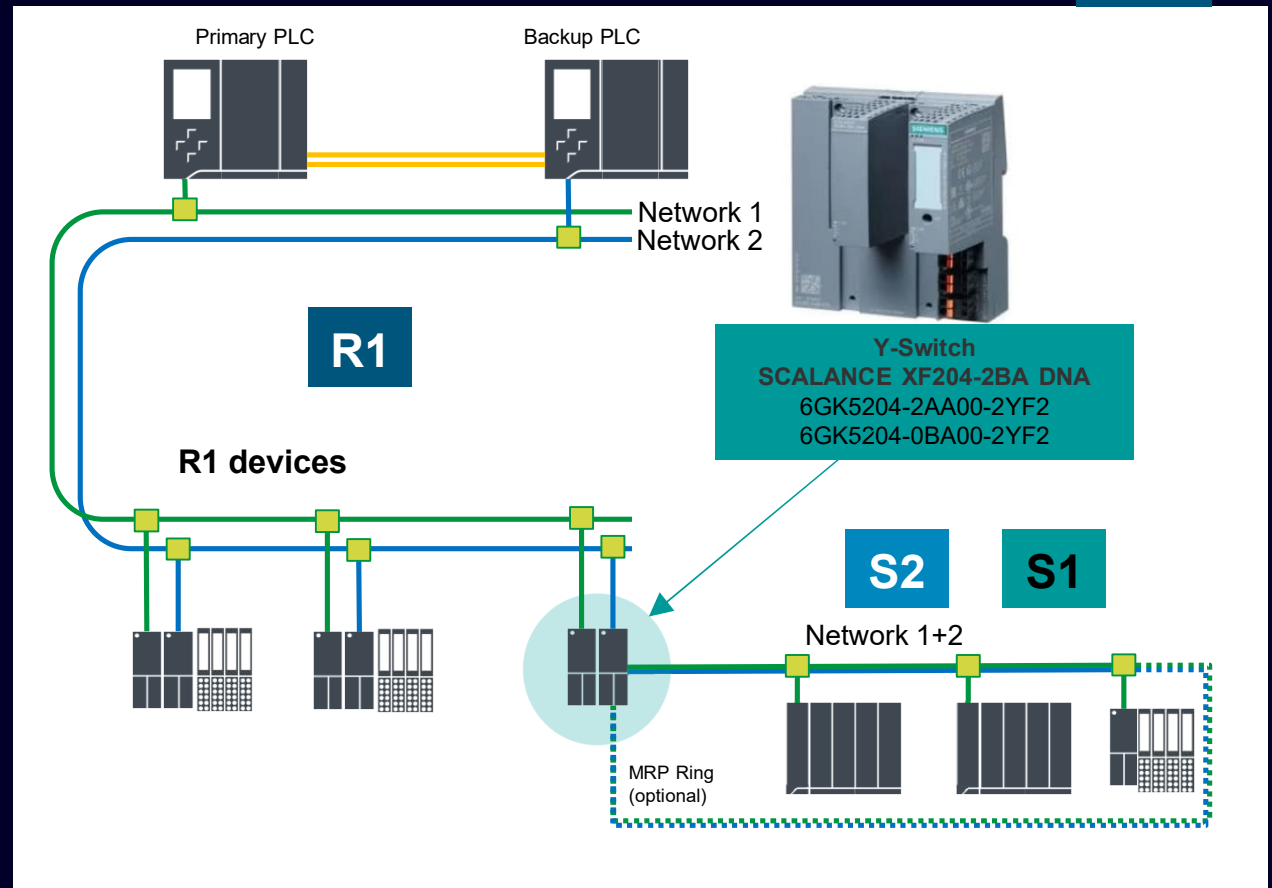 Primary PLC
Backup PLC
Network 1
Network 2
SIEMENS
R1
Y-Switch
SCALANCE XF204-2BA DNA
6GK5204-2AA00-2YF2
6GK5204-0BA00-2YF2
R1 devices
S2
S1
Network 1+2
MRP Ring
(optional)